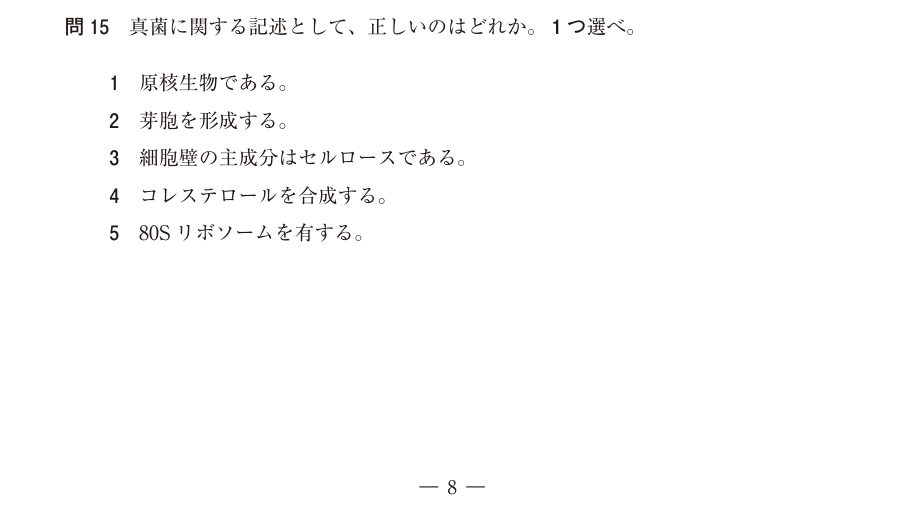 問 15　真菌に関する記述として、正しいのはどれか。1 つ選べ。
1　原核生物である。
2　芽胞を形成する。
3　細胞壁の主成分はセルロースである。
4　コレステロールを合成する。
5　80S リボソームを有する。
— 8 —